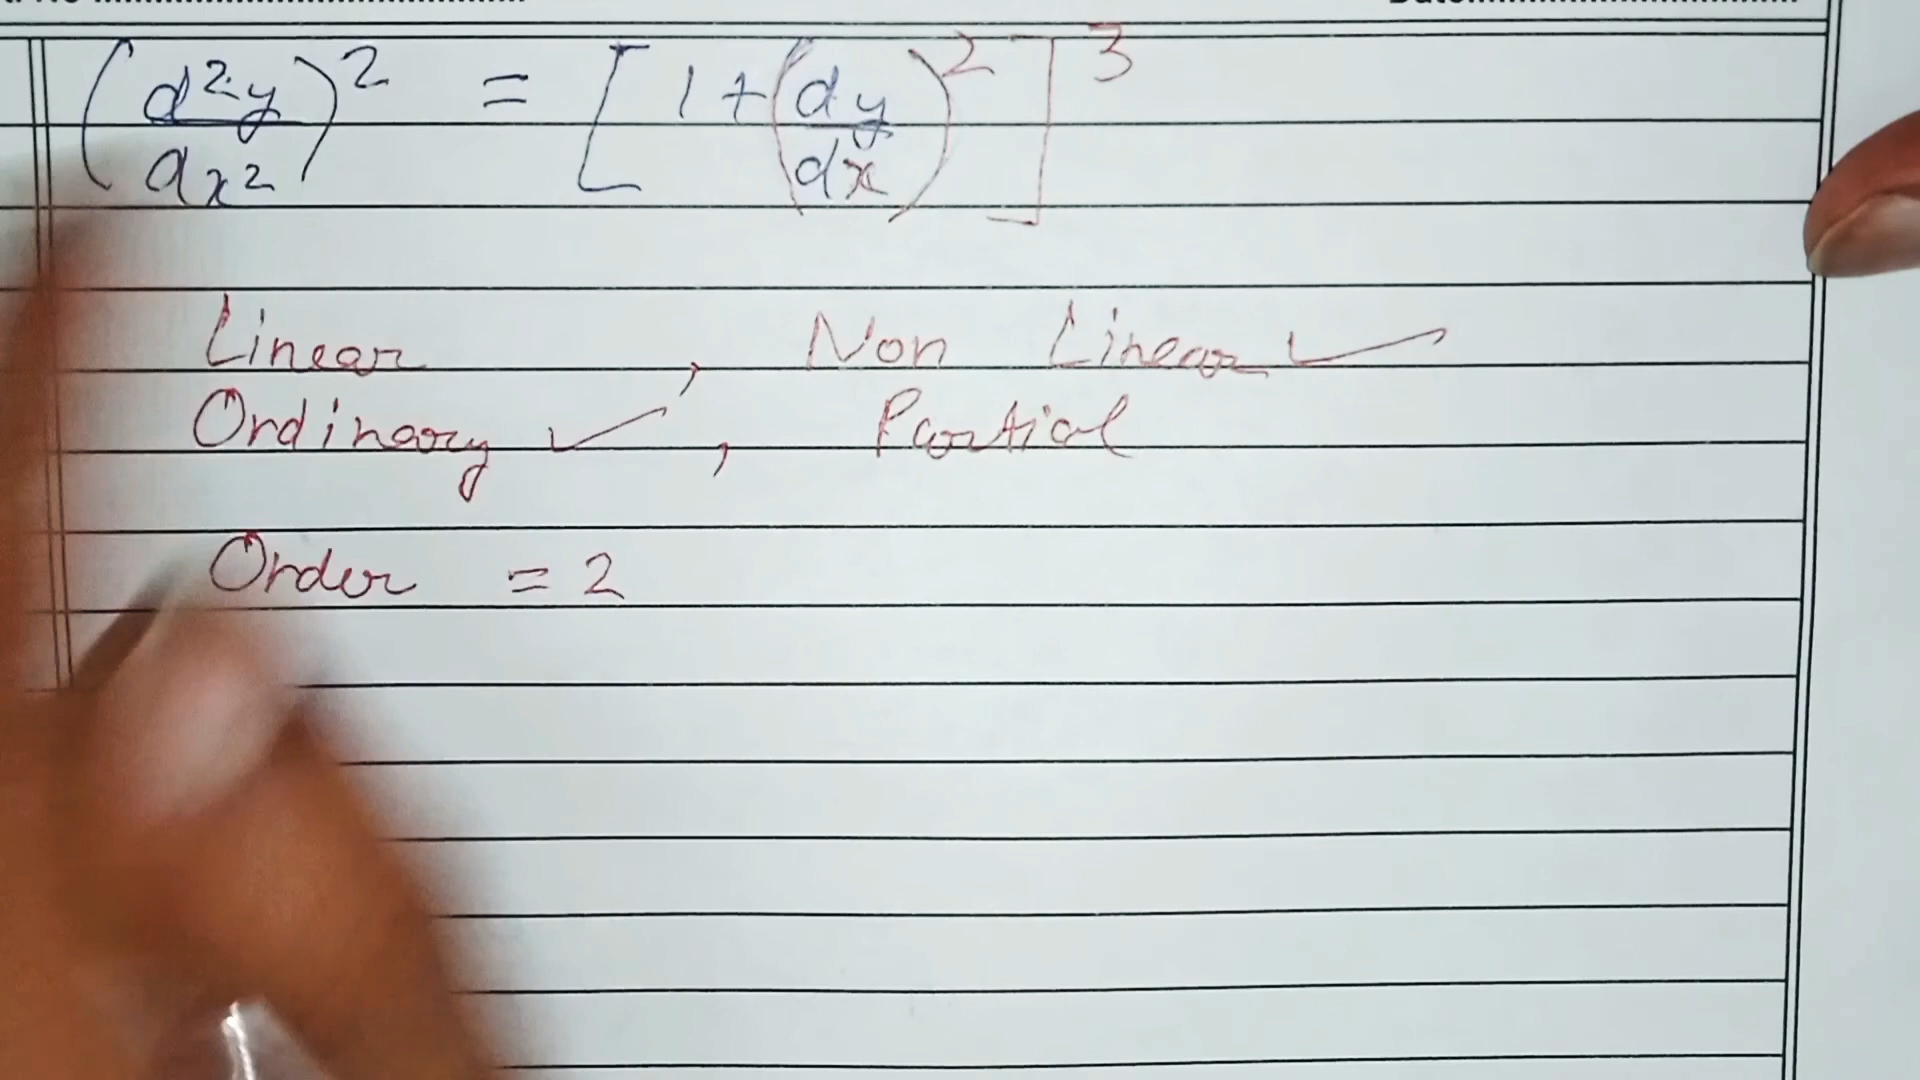 (d²y/dx²)² = [1+(dy/dx)²]³
Linear , Non Linear ✓
Ordinary ✓ , Partial
Order = 2